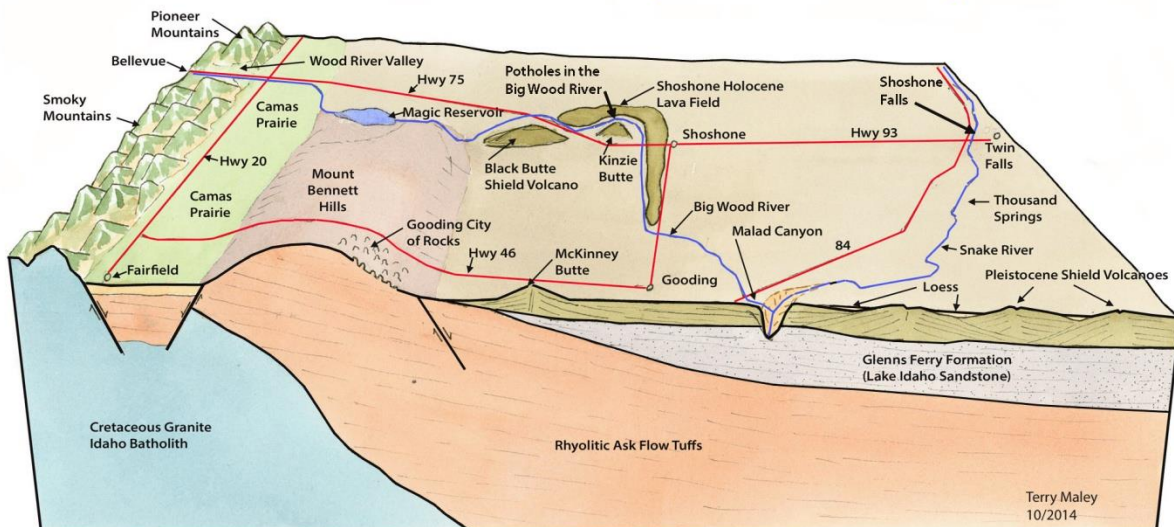 Pioneer
Mountains
Bellevue
Wood River Valley
Smoky
Mountains
Hwy 75
Potholes in the
Big Wood River
Shoshone Holocene
Lava Field
Shoshone
Falls
Camas
Prairie
Magic Reservoir
Shoshone
Hwy 93
Twin
Falls
Hwy 20
Black Butte
Shield Volcano
Kinzie
Butte
Camas
Prairie
Mount
Bennett
Hills
Thousand
Springs
Gooding City
of Rocks
Big Wood River
Malad Canyon
Snake River
Hwy 46
McKinney
Butte
84
Fairfield
Gooding
Loess
Pleistocene Shield Volcanoes
Glenns Ferry Formation
(Lake Idaho Sandstone)
Cretaceous Granite
Idaho Batholith
Rhyolitic Ask Flow Tuffs
Terry Maley
10/2014